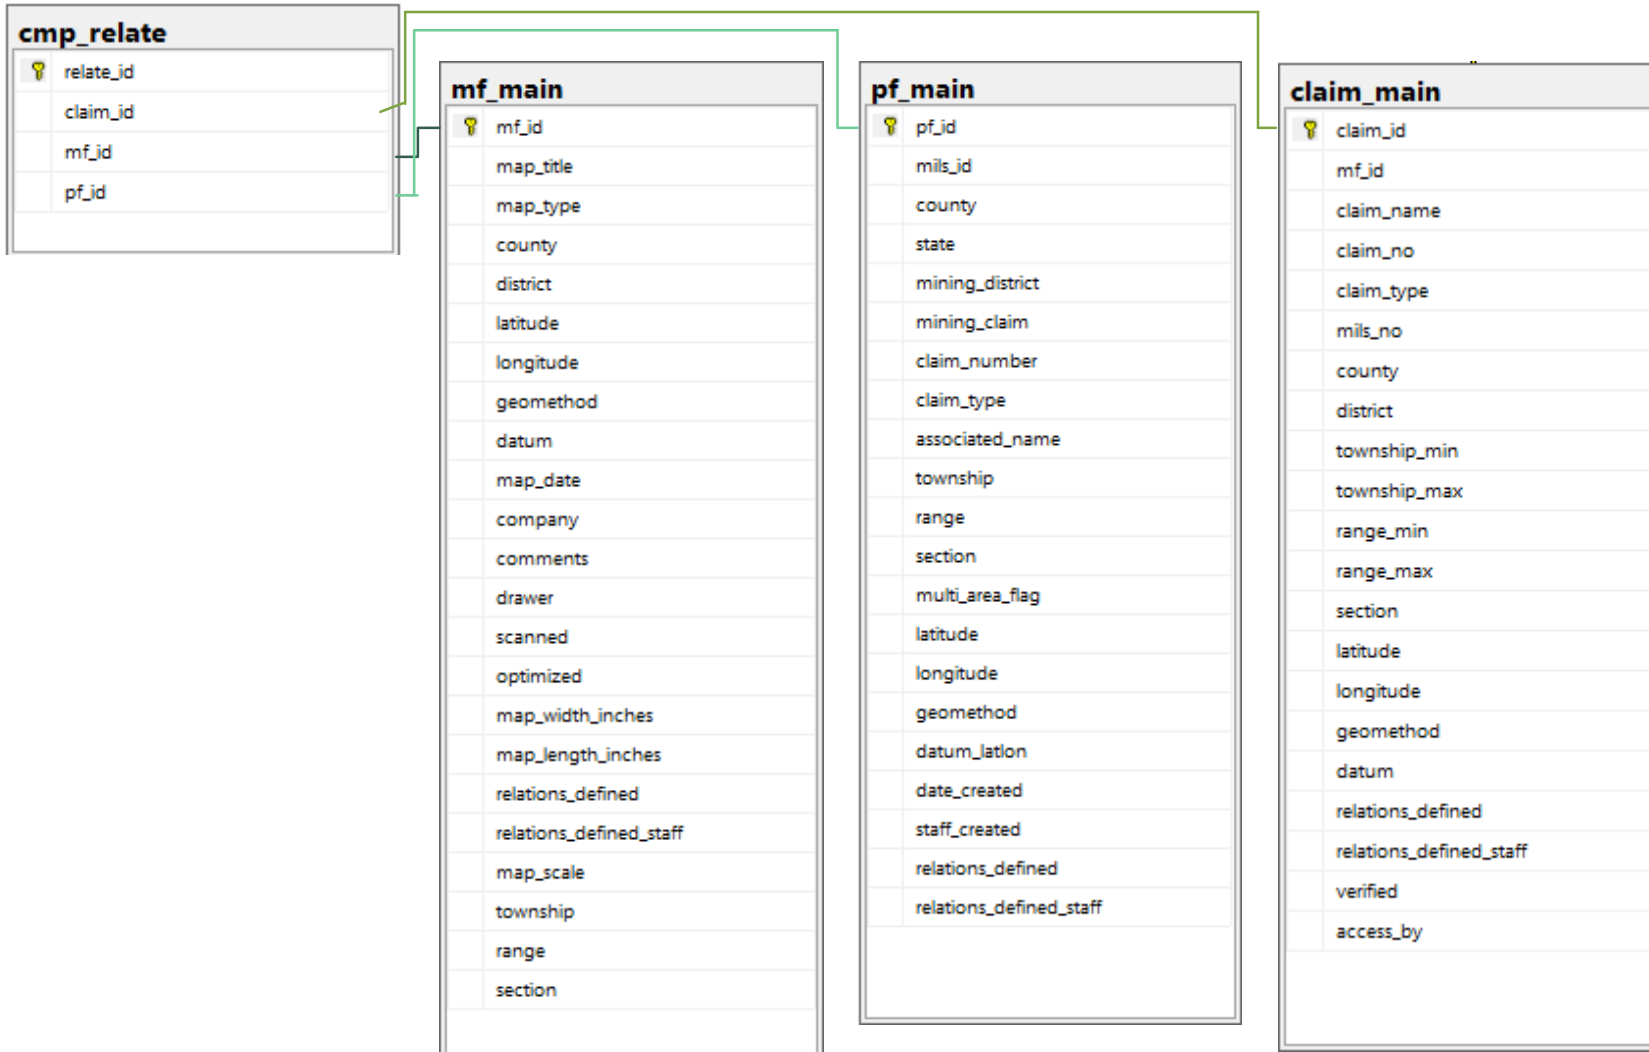 cmp_relate
relate_id
claim_id
mf_id
pf_id
mf_main
mf_id
map_title
map_type
county
district
latitude
longitude
geomethod
datum
map_date
company
comments
drawer
scanned
optimized
map_width_inches
map_length_inches
relations_defined
relations_defined_staff
map_scale
township
range
section
pf_main
pf_id
mils_id
county
state
mining_district
mining_claim
claim_number
claim_type
associated_name
township
range
section
multi_area_flag
latitude
longitude
geomethod
datum_latlon
date_created
staff_created
relations_defined
relations_defined_staff
claim_main
claim_id
mf_id
claim_name
claim_no
claim_type
mils_no
county
district
township_min
township_max
range_min
range_max
section
latitude
longitude
geomethod
datum
relations_defined
relations_defined_staff
verified
access_by